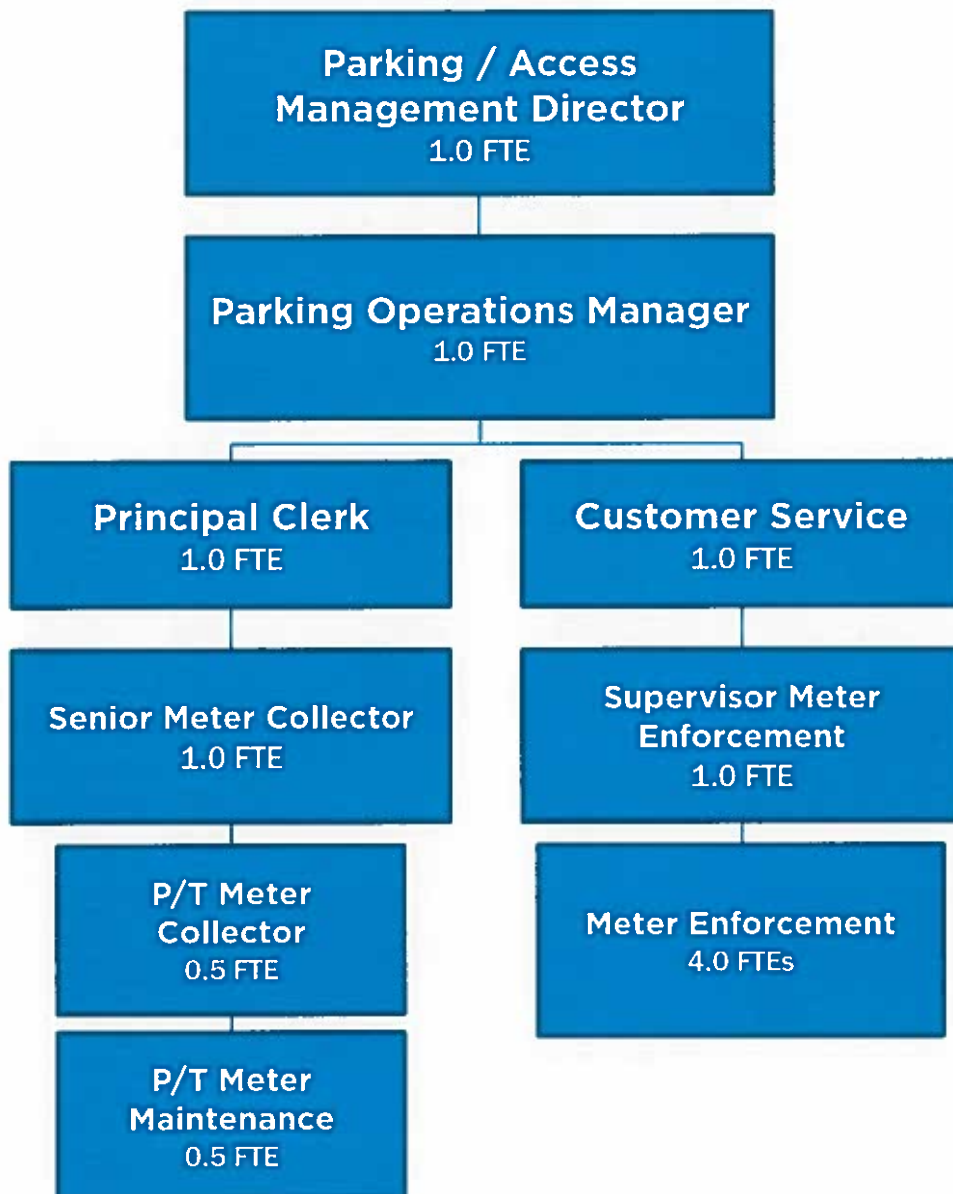 Parking / Access
Management Director
1.0 FTE
Parking Operations Manager
1.0 FTE
Principal Clerk
1.0 FTE
Customer Service
1.0 FTE
Senior Meter Collector
1.0 FTE
Supervisor Meter
Enforcement
1.0 FTE
P/T Meter
Collector
0.5 FTE
Meter Enforcement
4.0 FTEs
P/T Meter
Maintenance
0.5 FTE